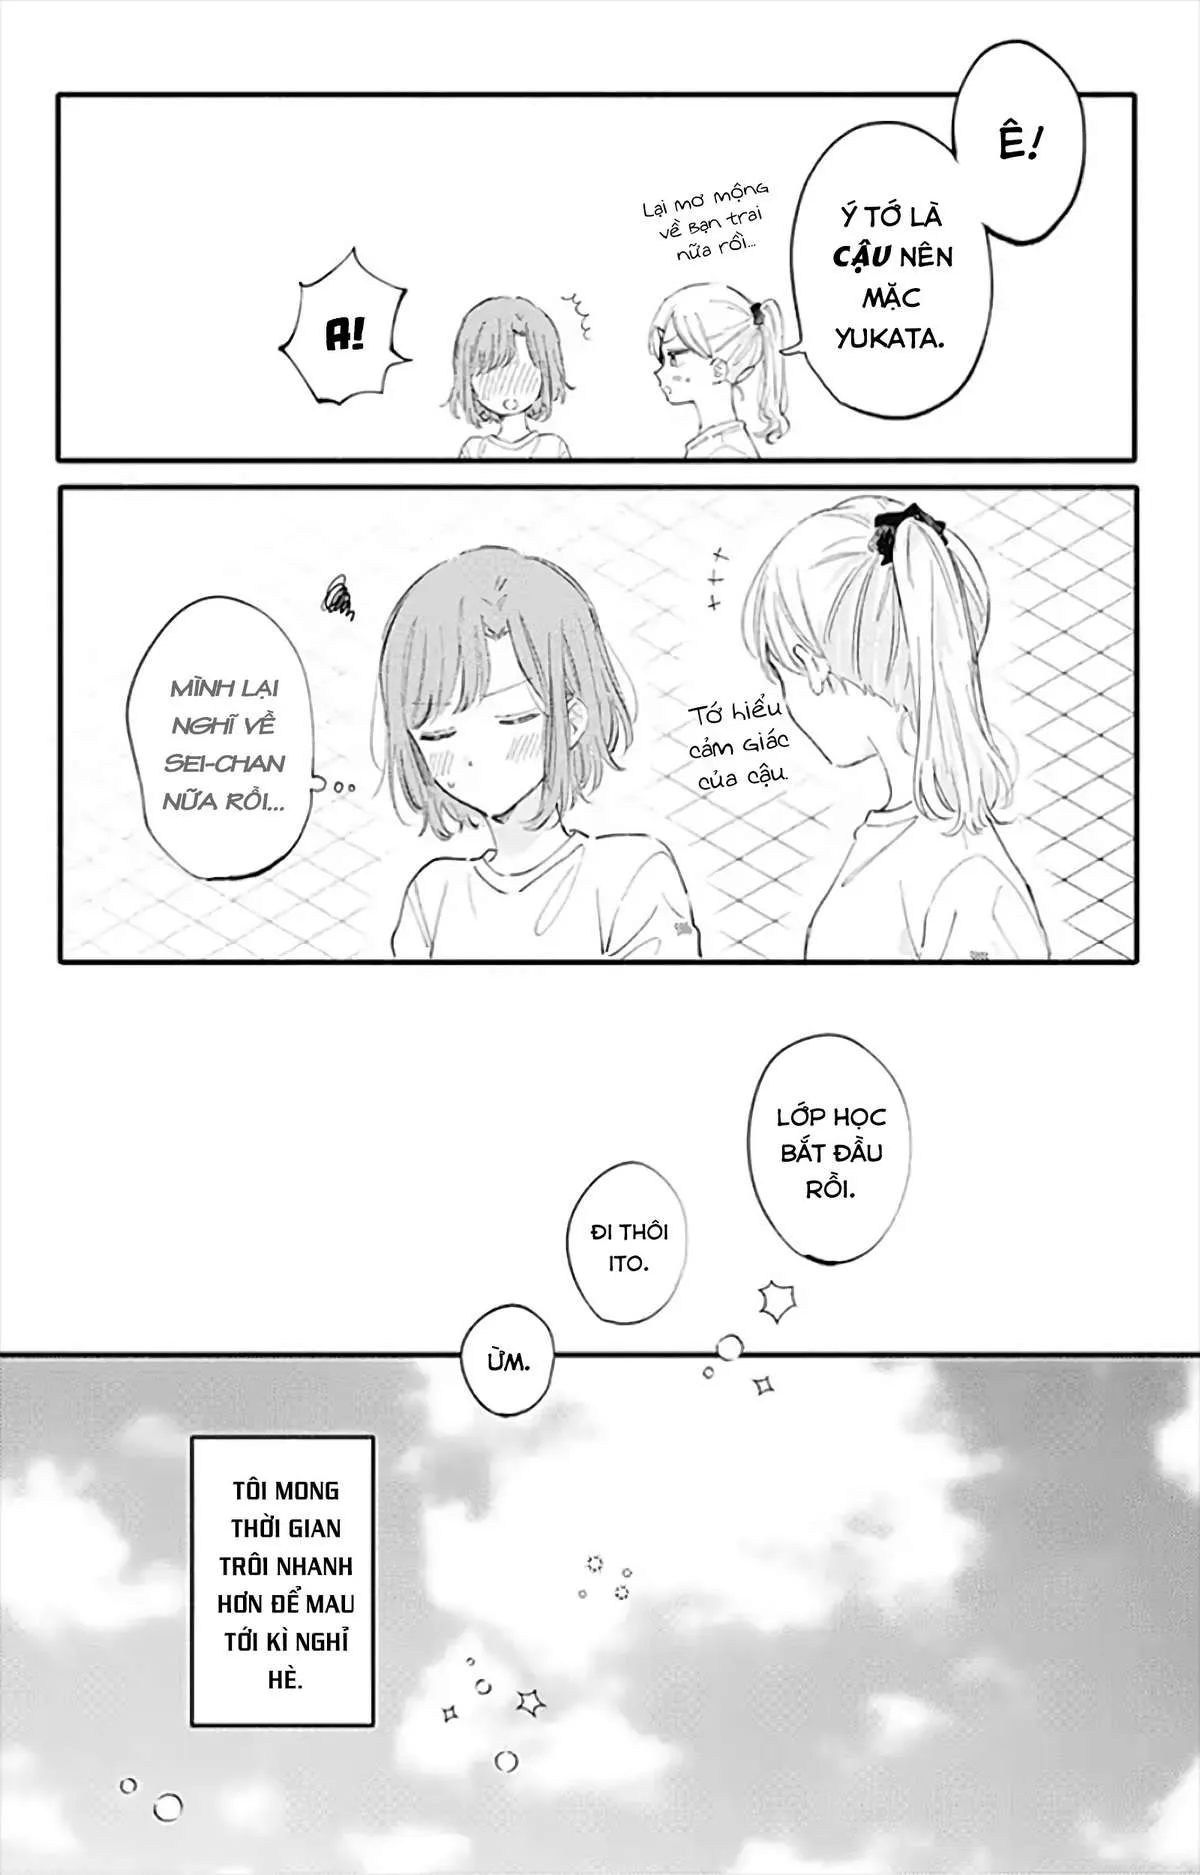 Ê!
Ý TỚ LÀ
CẬU NÊN
MẶC
YUKATA.
Lại mơ mộng
về bạn trai
nữa rồi...
A!
Tớ hiểu
cảm giác
của cậu.
MÌNH LẠI
NGHĨ VỀ
SEI-CHAN
NỮA RỒI...
LỚP HỌC
BẮT ĐẦU
RỒI.
ĐI THÔI
ITO.
ỪM.
TÔI MONG
THỜI GIAN
TRÔI NHANH
HƠN ĐỂ MAU
TỚI KÌ NGHỈ
HÈ.